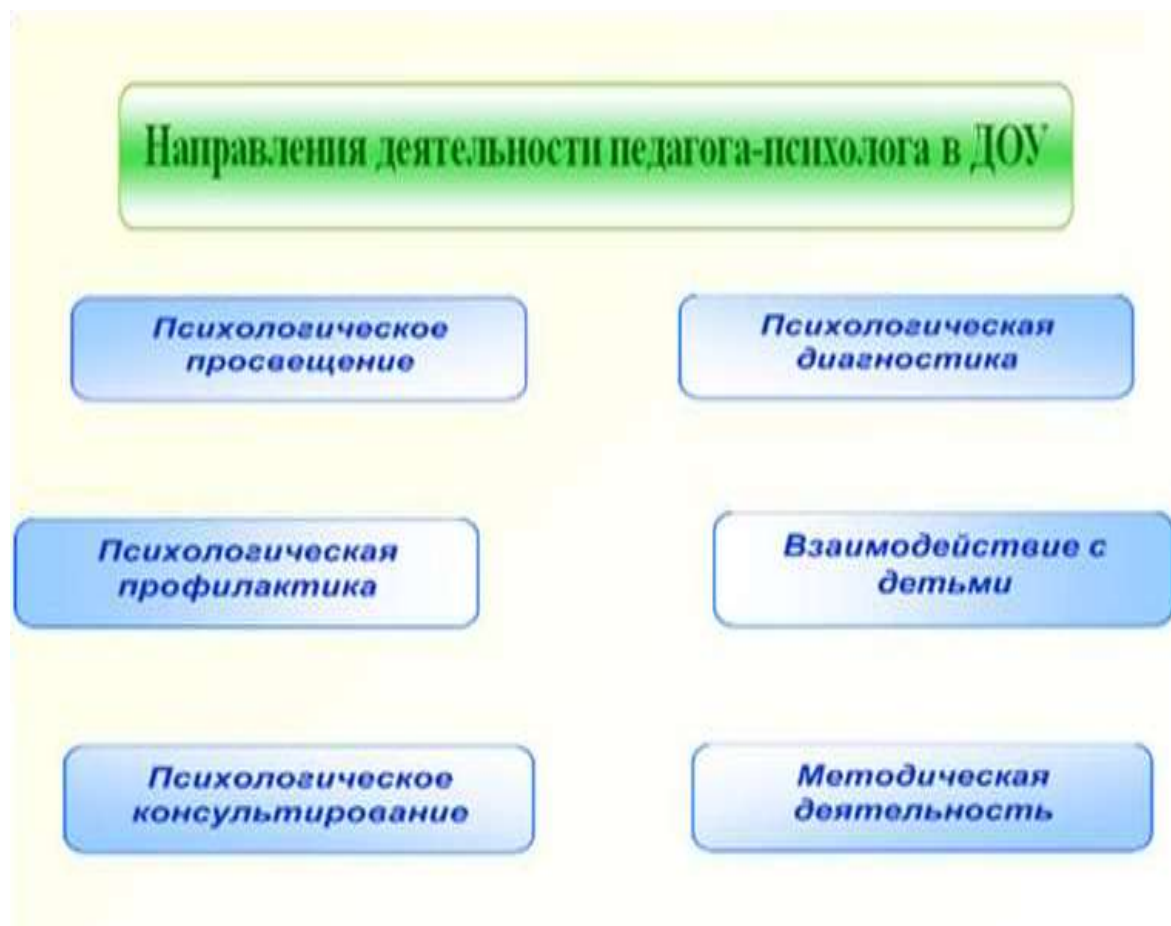 Направления деятельности педагога-психолога в ДОУ
Психологическое
просвещение
Психологическая
диагностика
Психологическая
профилактика
Взаимодействие с
детьми
Психологическое
консультирование
Методическая
деятельность